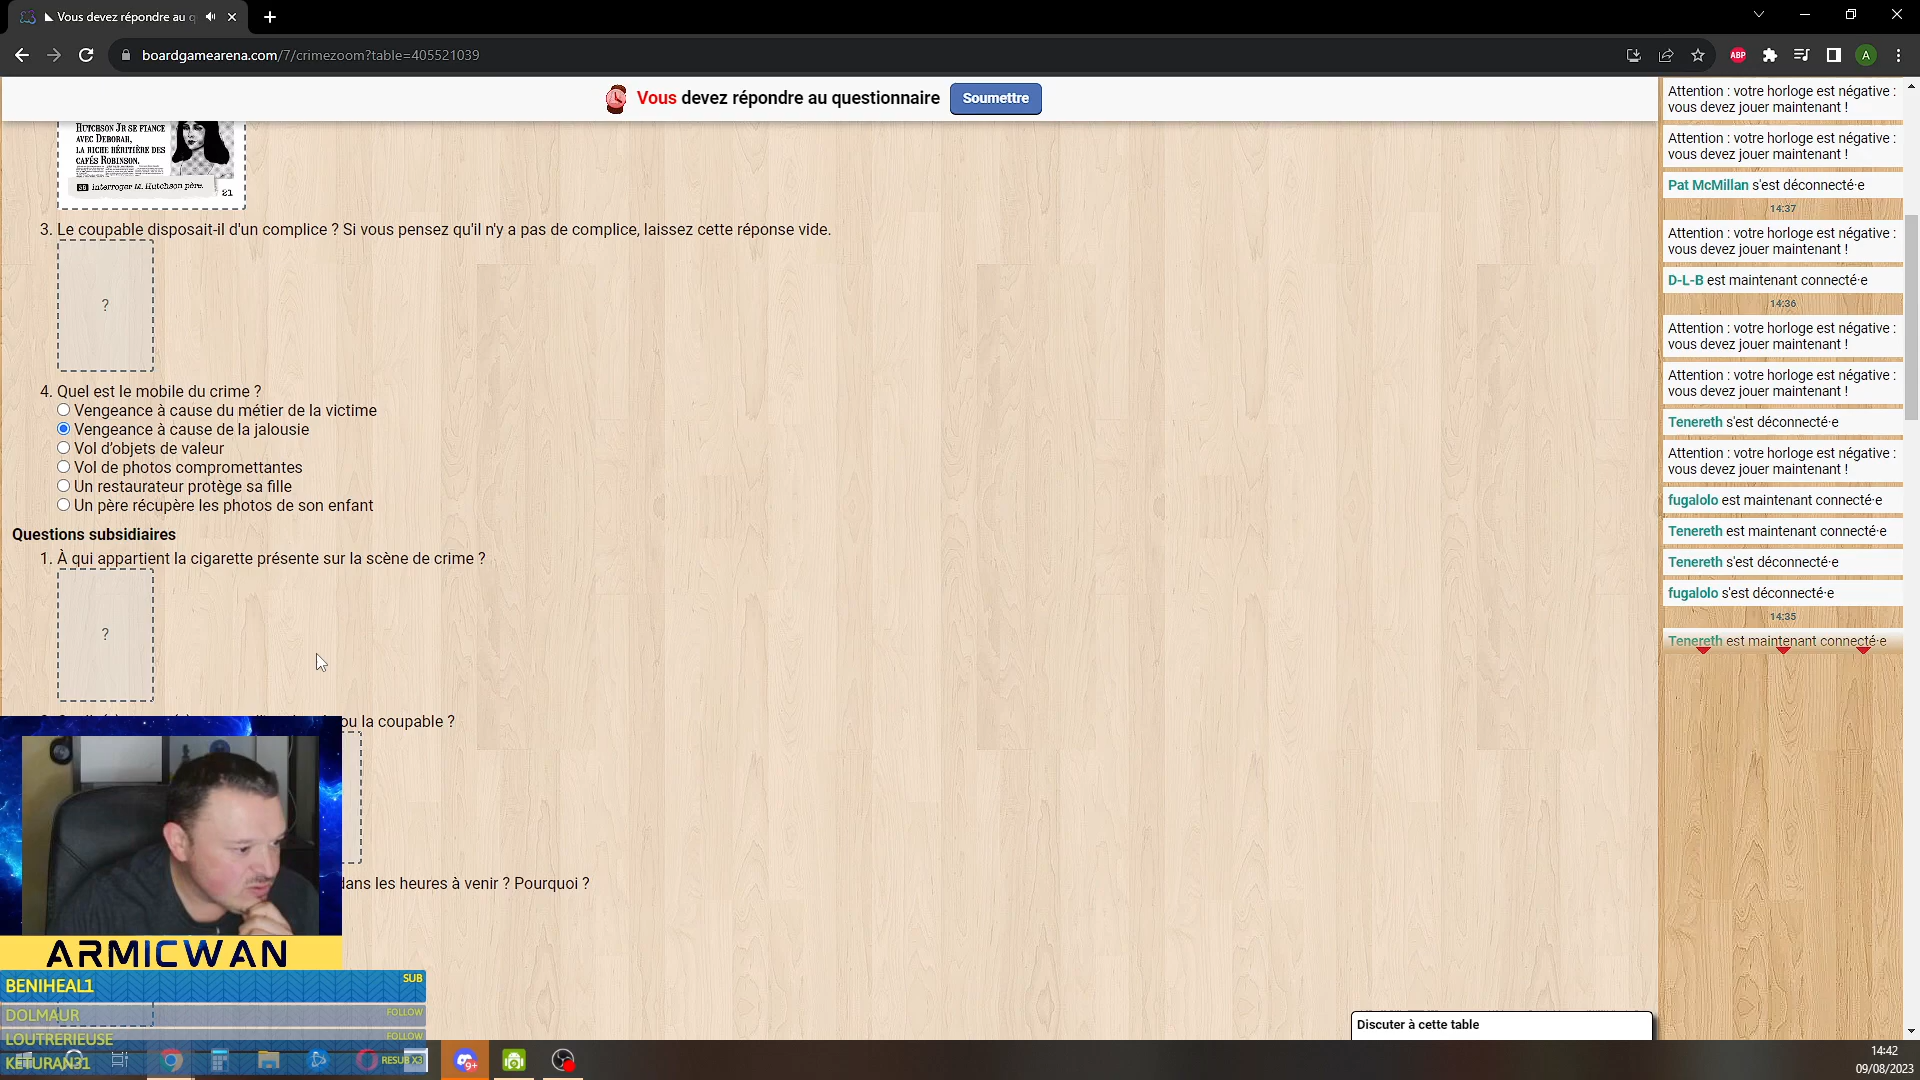 Vous devez répondre au q
boardgamearena.com/7/crimezoom?table=405521039
ABP
A
Vous devez répondre au questionnaire
Soumettre
HUTCHSON JR SE FIANCE
AVEC DEBORAH,
LA RICHE HÉRITIÈRE DES
CAFÉS ROBINSON.
interroger M. Hutchson père.
21
3. Le coupable disposait-il d'un complice ? Si vous pensez qu'il n'y a pas de complice, laissez cette réponse vide.
?
4. Quel est le mobile du crime ?
Vengeance à cause du métier de la victime
Vengeance à cause de la jalousie
Vol d'objets de valeur
Vol de photos compromettantes
Un restaurateur protège sa fille
Un père récupère les photos de son enfant
Questions subsidiaires
1. À qui appartient la cigarette présente sur la scène de crime ?
?
ou la coupable ?
dans les heures à venir ? Pourquoi ?
ARMICWAN
BENIHEAL1
SUB
DOLMAUR
FOLLOW
LOUTRERIEUSE
FOLLOW
KETURAN31
RESUB X3
9+
Attention : votre horloge est négative :
vous devez jouer maintenant !
Attention : votre horloge est négative :
vous devez jouer maintenant !
Pat McMillan s'est déconnecté·e
14:37
Attention : votre horloge est négative :
vous devez jouer maintenant !
D-L-B est maintenant connecté·e
14:36
Attention : votre horloge est négative :
vous devez jouer maintenant !
Attention : votre horloge est négative :
vous devez jouer maintenant !
Tenereth s'est déconnecté·e
Attention : votre horloge est négative :
vous devez jouer maintenant !
fugalolo est maintenant connecté·e
Tenereth est maintenant connecté·e
Tenereth s'est déconnecté·e
fugalolo s'est déconnecté·e
14:35
Tenereth est maintenant connecté·e
Discuter à cette table
14:42
09/08/2023